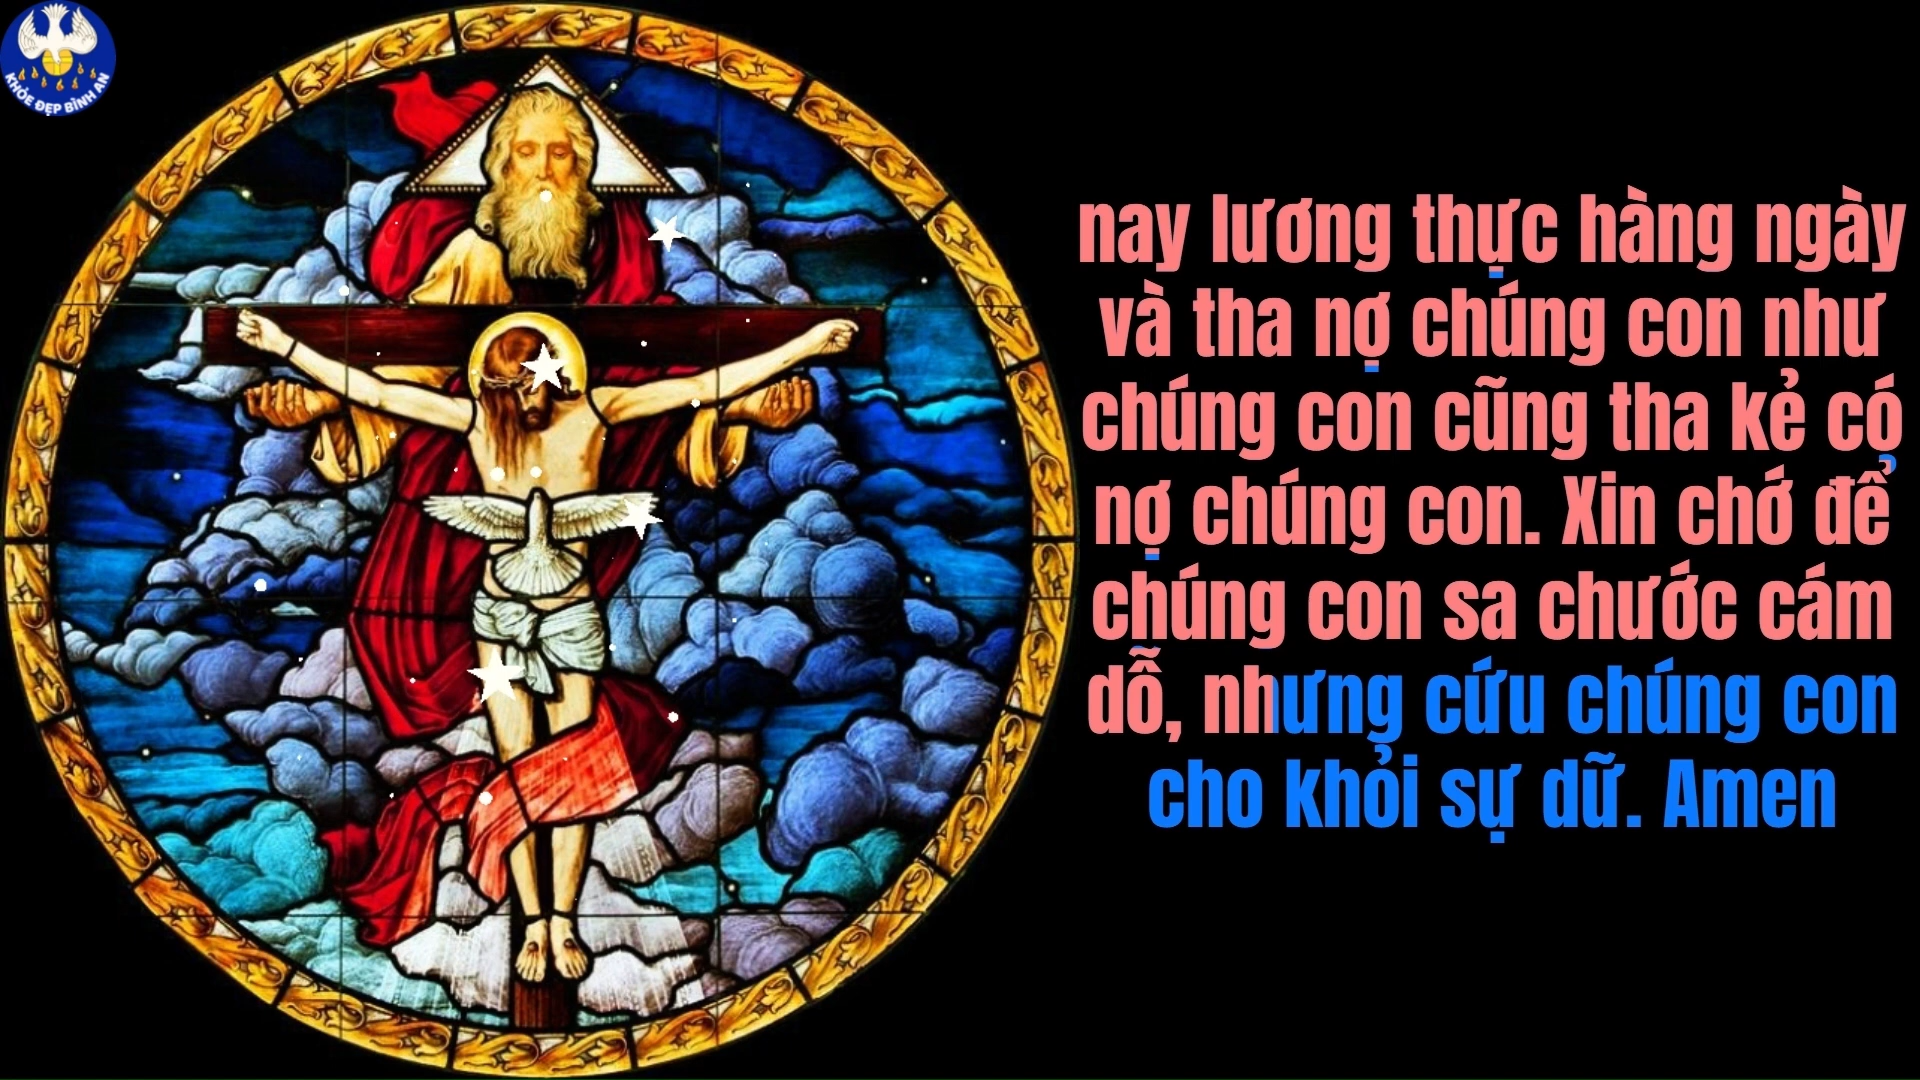 KHỎE ĐẸP BÌNH AN
nay lương thực hàng ngày
và tha nợ chúng con như
chúng con cũng tha kẻ có
nợ chúng con. Xin chớ để
chúng con sa chước cám
dỗ, nhưng cứu chúng con
cho khỏi sự dữ. Amen